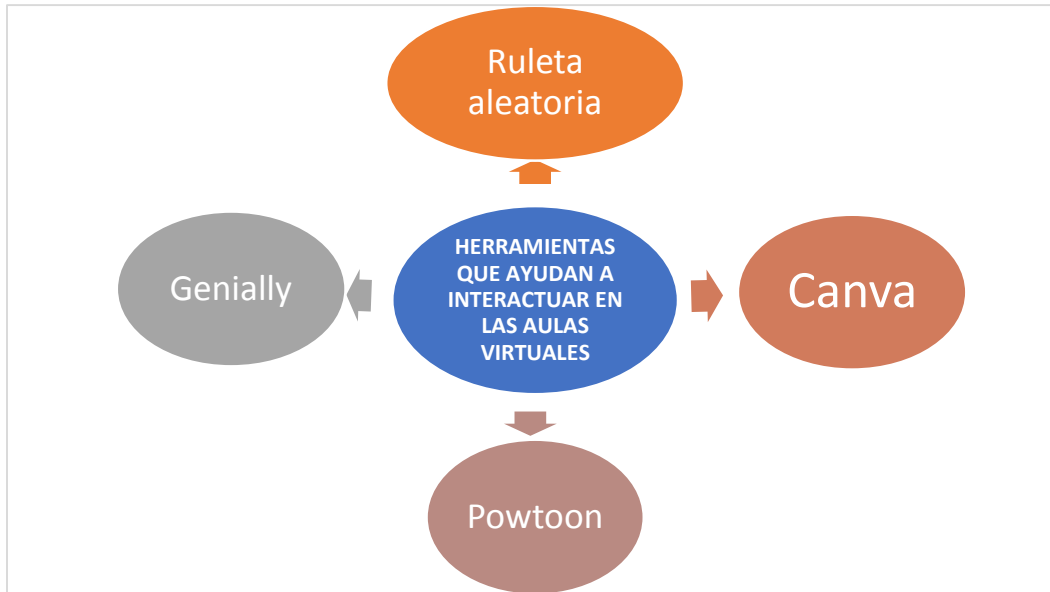 Ruleta
aleatoria
Genially
HERRAMIENTAS
QUE AYUDAN A
INTERACTUAR EN
LAS AULAS
VIRTUALES
Canva
Powtoon